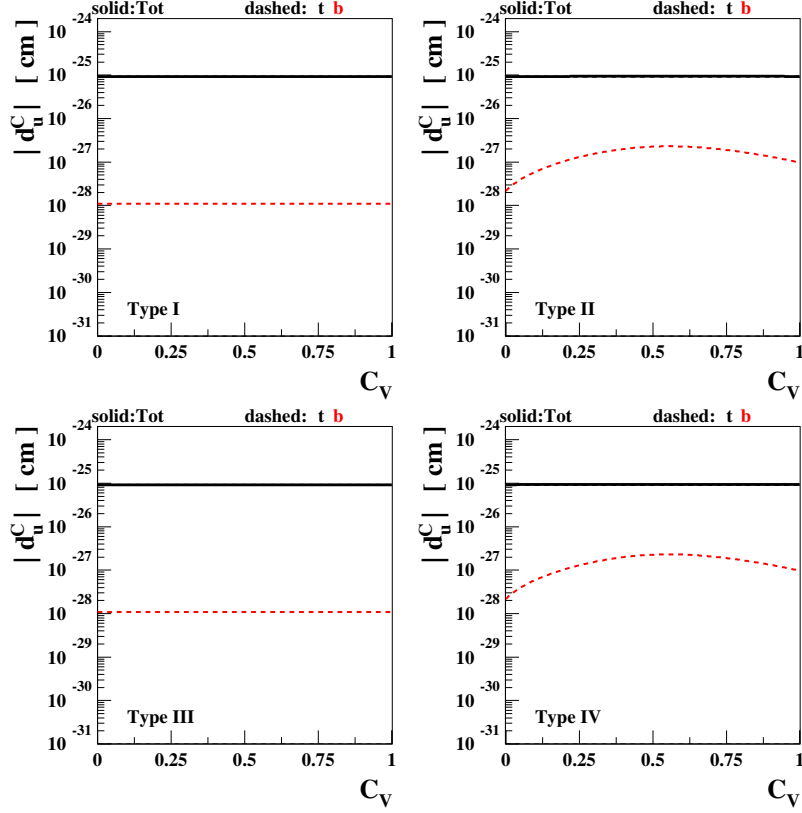 solid:Tot dashed: t b
| d_u^C | [ cm ]
10^-24
10^-25
10^-26
10^-27
10^-28
10^-29
10^-30
10^-31
Type I
0 0.25 0.5 0.75 1
C_V
solid:Tot dashed: t b
| d_u^C | [ cm ]
10^-24
10^-25
10^-26
10^-27
10^-28
10^-29
10^-30
10^-31
Type II
0 0.25 0.5 0.75 1
C_V
solid:Tot dashed: t b
| d_u^C | [ cm ]
10^-24
10^-25
10^-26
10^-27
10^-28
10^-29
10^-30
10^-31
Type III
0 0.25 0.5 0.75 1
C_V
solid:Tot dashed: t b
| d_u^C | [ cm ]
10^-24
10^-25
10^-26
10^-27
10^-28
10^-29
10^-30
10^-31
Type IV
0 0.25 0.5 0.75 1
C_V